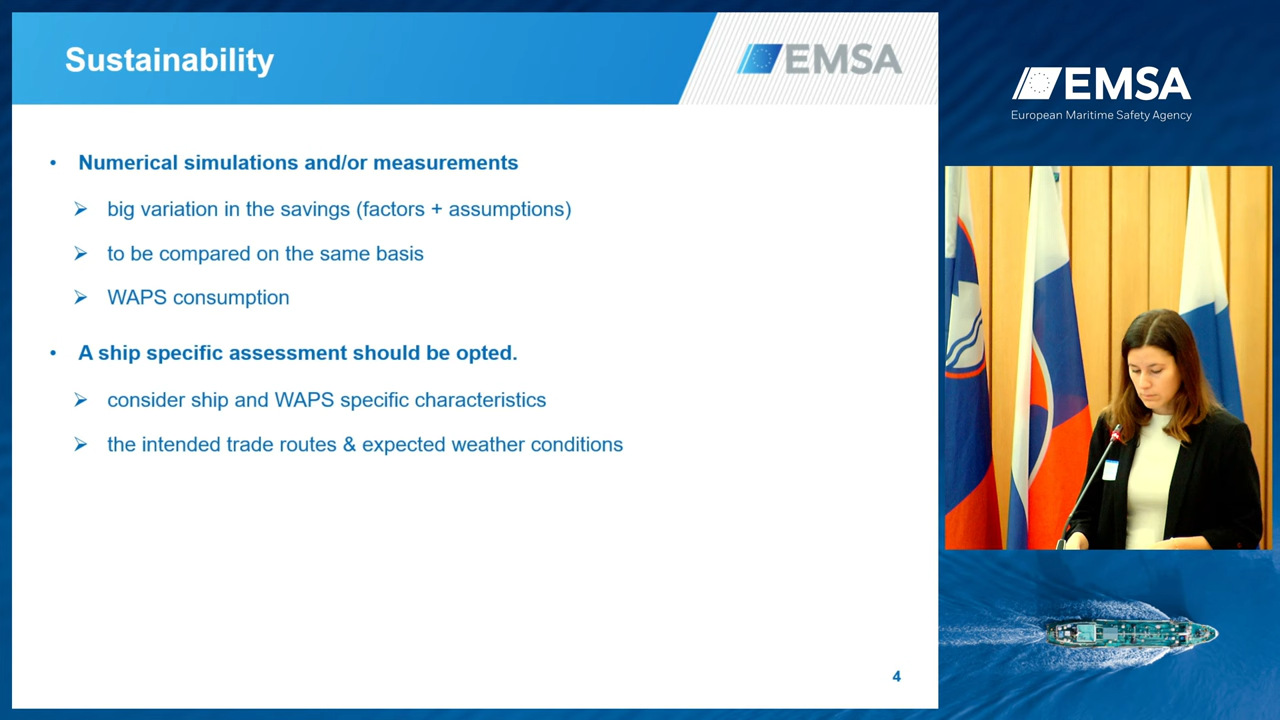 Sustainability
EMSA
• Numerical simulations and/or measurements
➢ big variation in the savings (factors + assumptions)
➢ to be compared on the same basis
➢ WAPS consumption
• A ship specific assessment should be opted.
➢ consider ship and WAPS specific characteristics
➢ the intended trade routes & expected weather conditions
4
EMSA
European Maritime Safety Agency